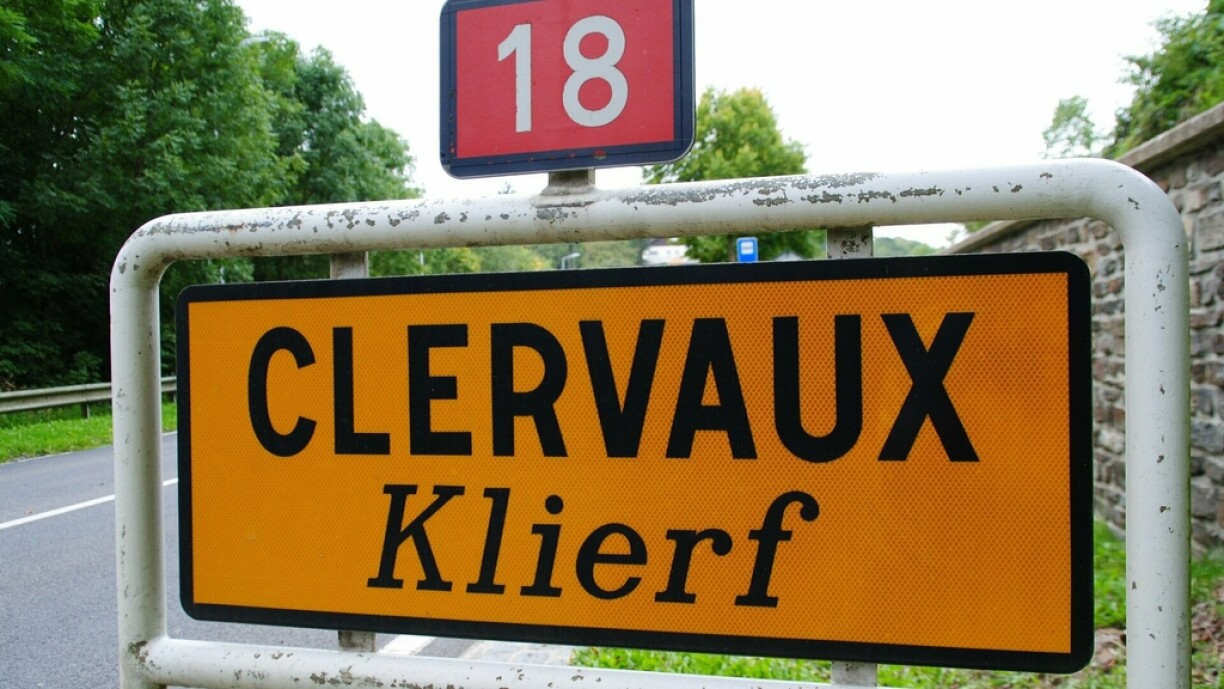 18
CLERVAUX
Klierf